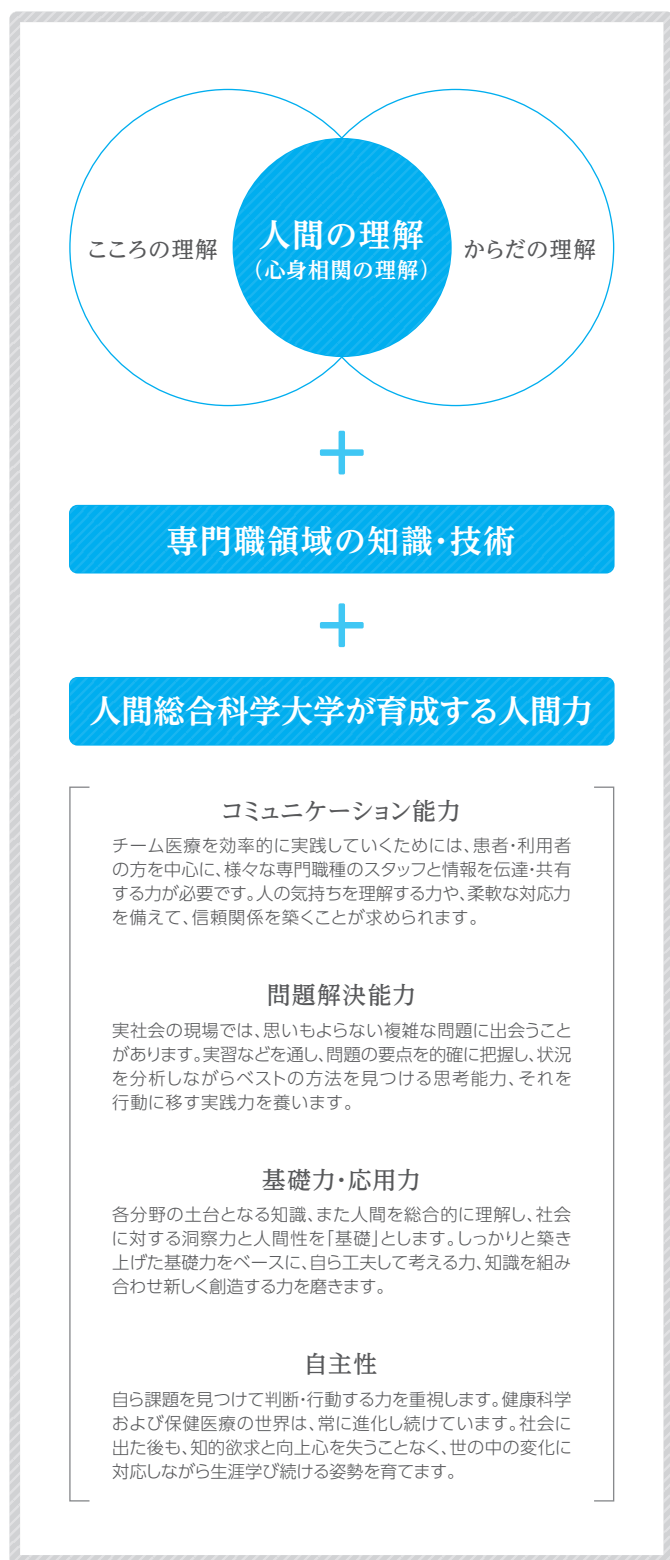 こころの理解
人間の理解
(心身相関の理解)
からだの理解
+
専門職領域の知識・技術
+
人間総合科学大学が育成する人間力
コミュニケーション能力
チーム医療を効率的に実践していくためには、患者・利用者
の方を中心に、様々な専門職種のスタッフと情報を伝達・共有
する力が必要です。人の気持ちを理解する力や、柔軟な対応力
を備えて、信頼関係を築くことが求められます。
問題解決能力
実社会の現場では、思いもよらない複雑な問題に出会うこと
があります。実習などを通し、問題の要点を的確に把握し、状況
を分析しながらベストの方法を見つける思考能力、それを
行動に移す実践力を養います。
基礎力・応用力
各分野の土台となる知識、また人間を総合的に理解し、社会
に対する洞察力と人間性を「基礎」とします。しっかりと築き
上げた基礎力をベースに、自ら工夫して考える力、知識を組み
合わせ新しく創造する力を磨きます。
自主性
自ら課題を見つけて判断・行動する力を重視します。健康科学
および保健医療の世界は、常に進化し続けています。社会に
出た後も、知的欲求と向上心を失うことなく、世の中の変化に
対応しながら生涯学び続ける姿勢を育てます。